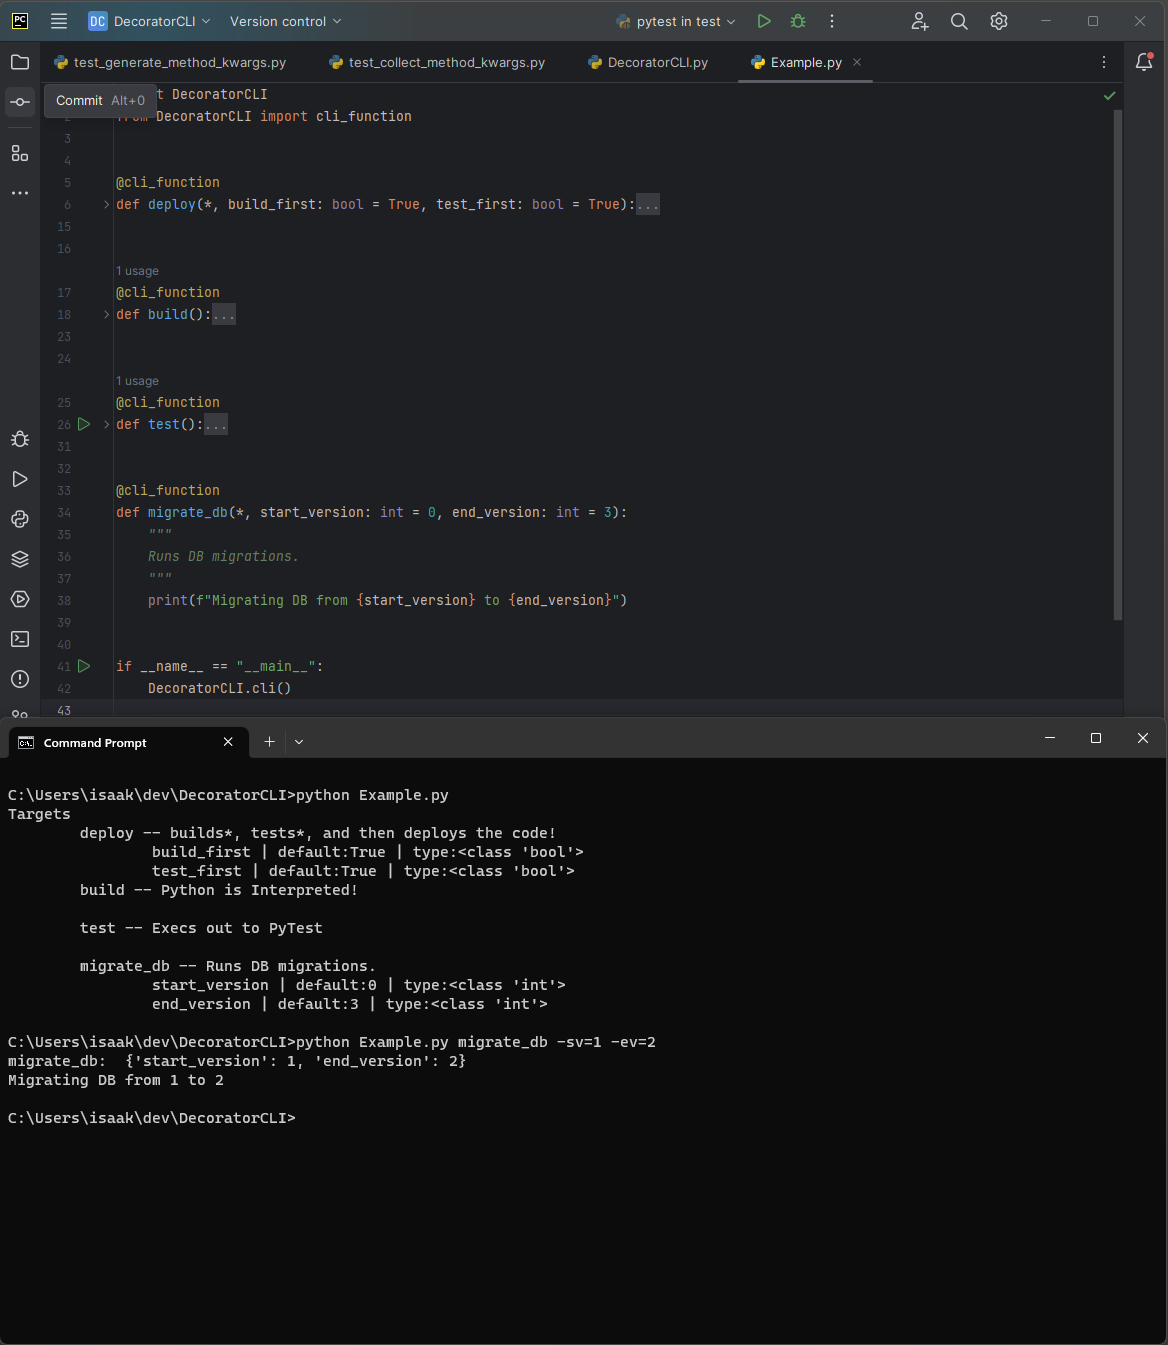 PC DC DecoratorCLI Version control pytest in test
test_generate_method_kwargs.py test_collect_method_kwargs.py DecoratorCLI.py Example.py
Commit Alt+0
t DecoratorCLI
2 from DecoratorCLI import cli_function
3
4
5 @cli_function
6 def deploy(*, build_first: bool = True, test_first: bool = True):...
15
16
1 usage
17 @cli_function
18 def build():...
23
24
1 usage
25 @cli_function
26 def test():...
31
32
33 @cli_function
34 def migrate_db(*, start_version: int = 0, end_version: int = 3):
35 """
36 Runs DB migrations.
37 """
38 print(f"Migrating DB from {start_version} to {end_version}")
39
40
41 if __name__ == "__main__":
42 DecoratorCLI.cli()
43
Command Prompt
C:\Users\isaak\dev\DecoratorCLI>python Example.py
Targets
deploy -- builds*, tests*, and then deploys the code!
build_first | default:True | type:<class 'bool'>
test_first | default:True | type:<class 'bool'>
build -- Python is Interpreted!
test -- Execs out to PyTest
migrate_db -- Runs DB migrations.
start_version | default:0 | type:<class 'int'>
end_version | default:3 | type:<class 'int'>
C:\Users\isaak\dev\DecoratorCLI>python Example.py migrate_db -sv=1 -ev=2
migrate_db:  {'start_version': 1, 'end_version': 2}
Migrating DB from 1 to 2
C:\Users\isaak\dev\DecoratorCLI>